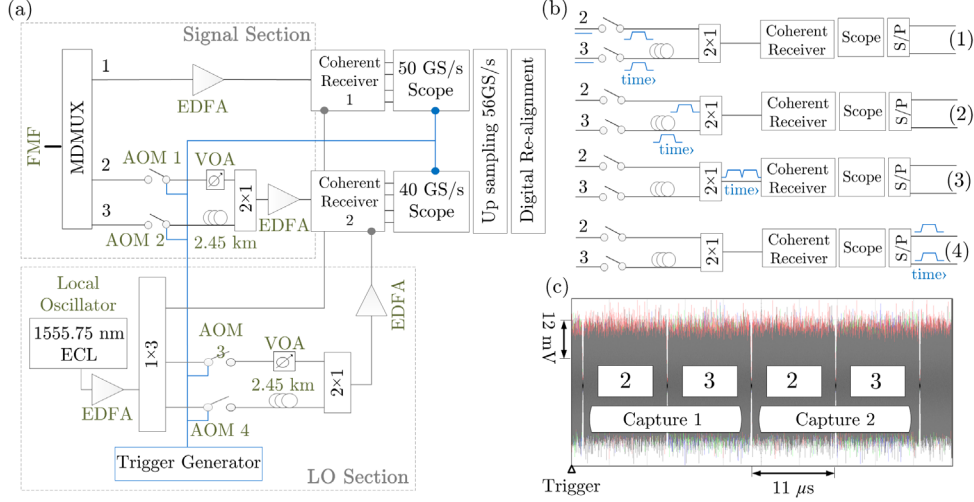 (a)
Signal Section
FMF
MDMUX
1
EDFA
Coherent
Receiver
1
50 GS/s
Scope
Up sampling 56GS/s
Digital Re-alignment
2
AOM 1
VOA
3
AOM 2
2.45 km
2×1
EDFA
Coherent
Receiver
2
40 GS/s
Scope
Local
Oscillator
1555.75 nm
ECL
EDFA
1×3
AOM
3
VOA
2.45 km
AOM 4
2×1
EDFA
Trigger Generator
LO Section
(b)
2
3
time›
2×1
Coherent
Receiver
Scope
S/P
(1)
2
3
time›
2×1
Coherent
Receiver
Scope
S/P
(2)
2
3
2×1
time›
Coherent
Receiver
Scope
S/P
(3)
2
3
2×1
Coherent
Receiver
Scope
S/P
(4)
time›
(c)
12 mV
2
3
2
3
Capture 1
Capture 2
Trigger
11 μs